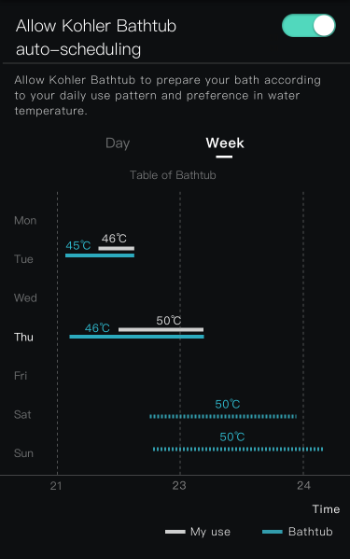 Allow Kohler Bathtub
auto-scheduling
Allow Kohler Bathtub to prepare your bath according
to your daily use pattern and preference in water
temperature.
Day Week
Table of Bathtub
Mon
46℃
45℃
Tue
Wed
50℃
46℃
Thu
Fri
50℃
Sat
50℃
Sun
21 23 24
Time
My use Bathtub